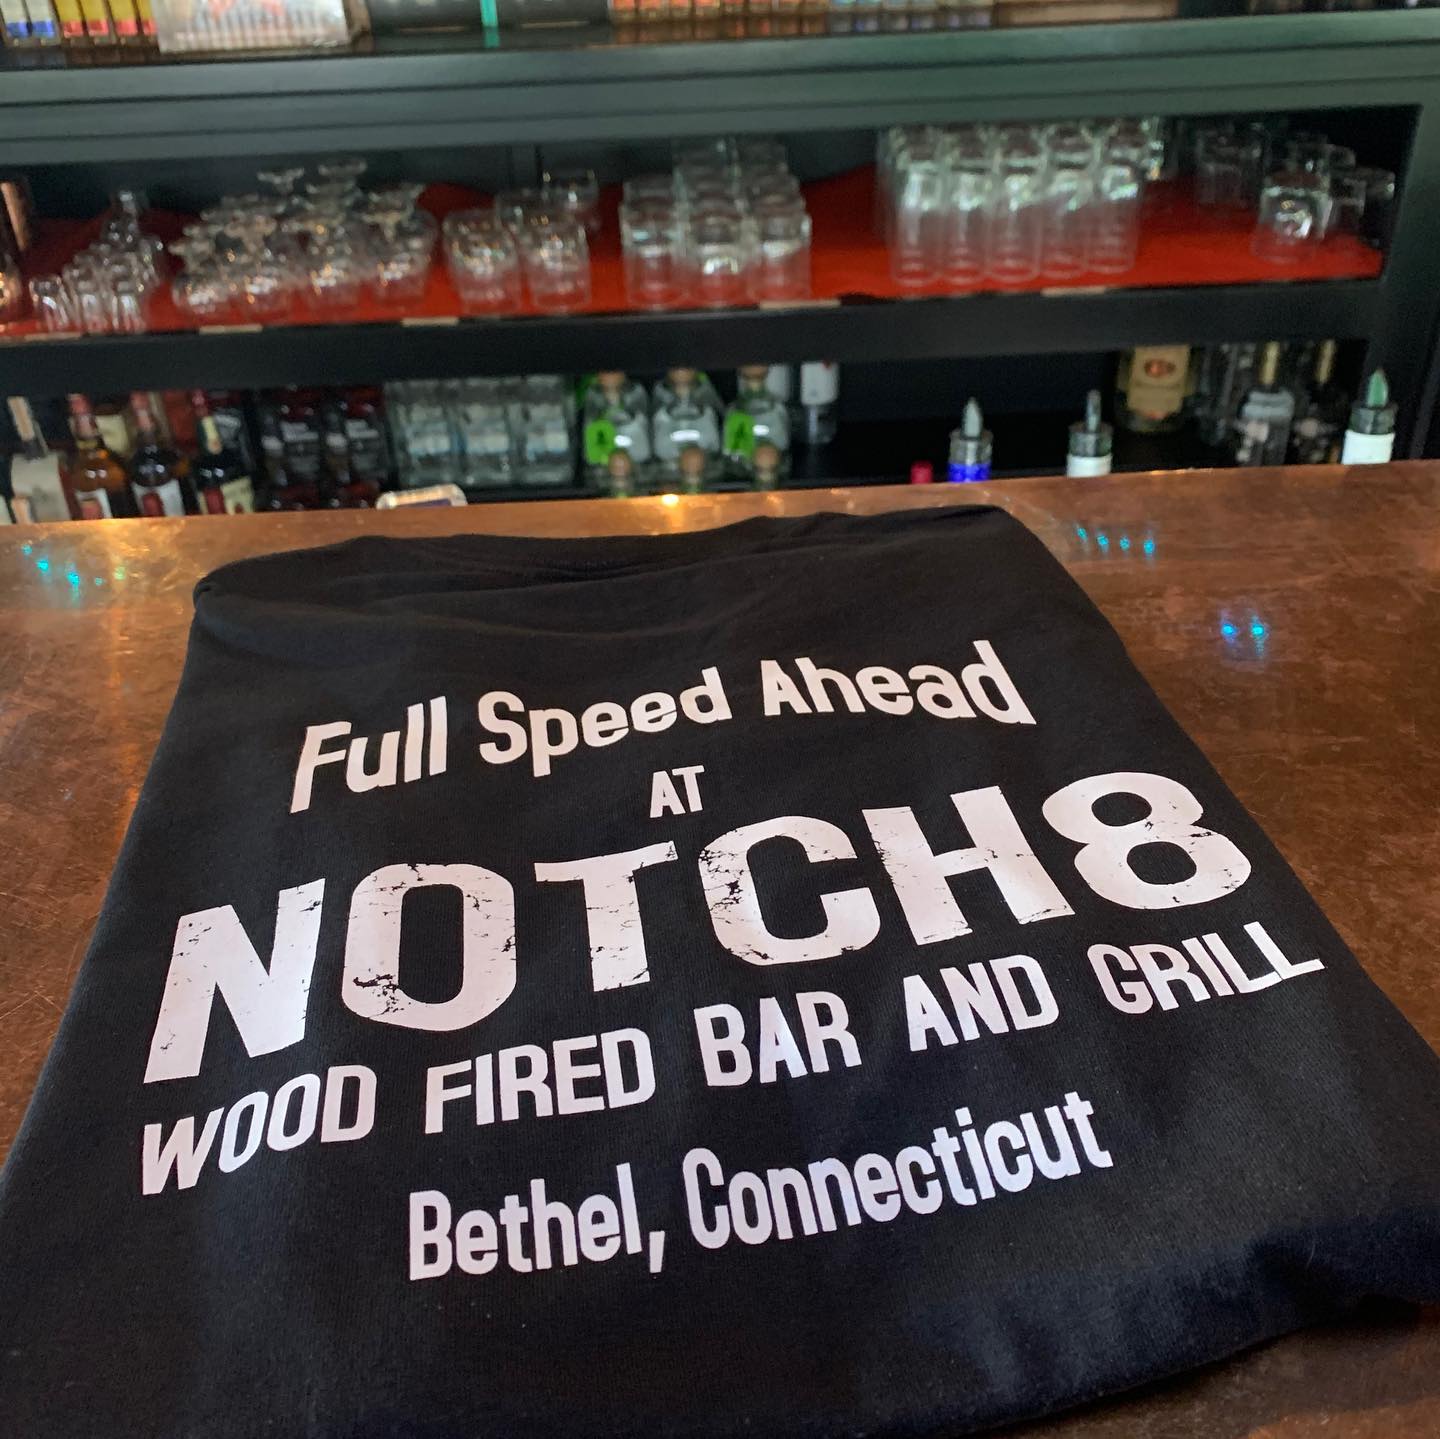 Full Speed Ahead
AT
NOTCH8
WOOD FIRED BAR AND GRILL
Bethel, Connecticut